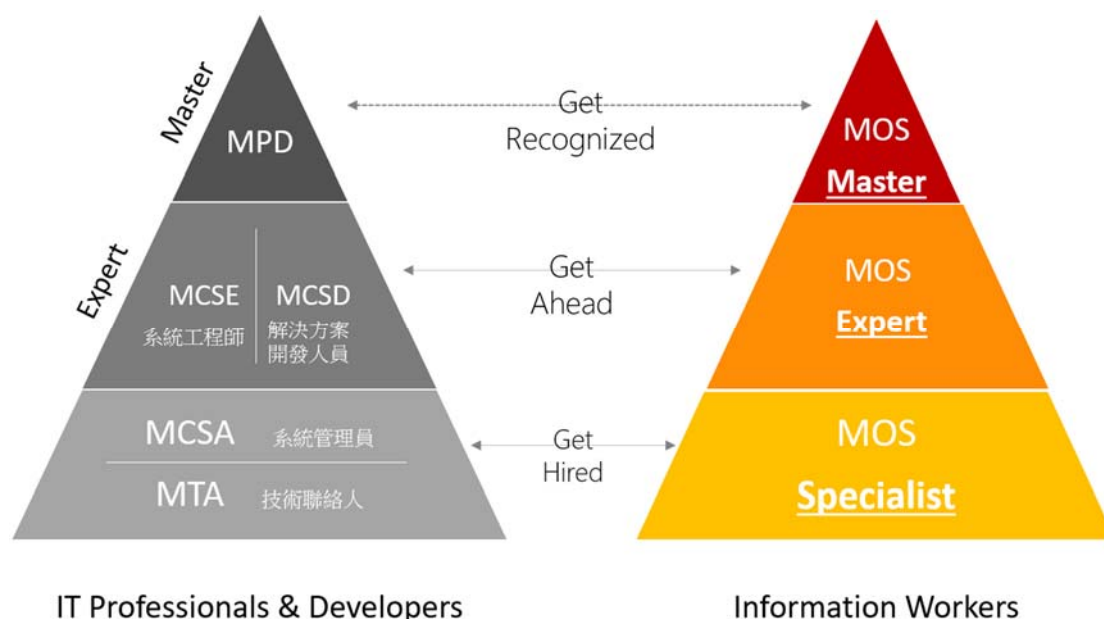 Master
MPD
Expert
MCSE
系統工程師
MCSD
解決方案
開發人員
MCSA 系統管理員
MTA 技術聯絡人
IT Professionals & Developers
Get
Recognized
Get
Ahead
Get
Hired
MOS
Master
MOS
Expert
MOS
Specialist
Information Workers